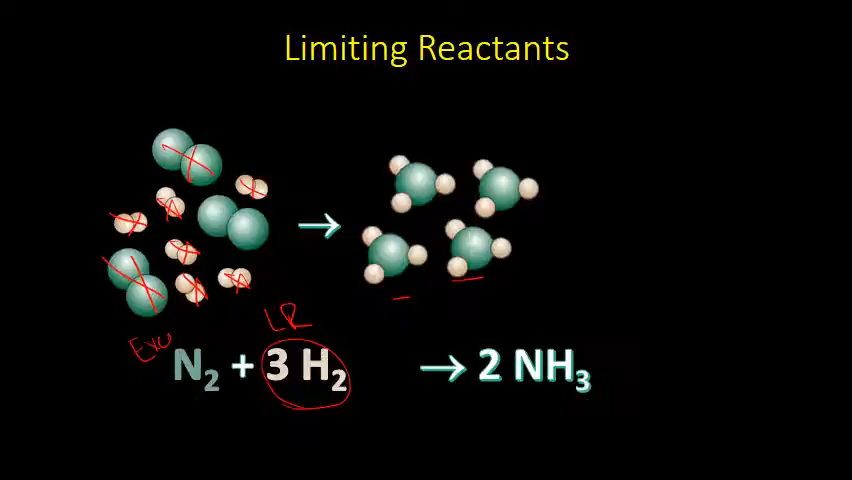 Limiting Reactants
LR
Exc
N₂ + 3 H₂ → 2 NH₃